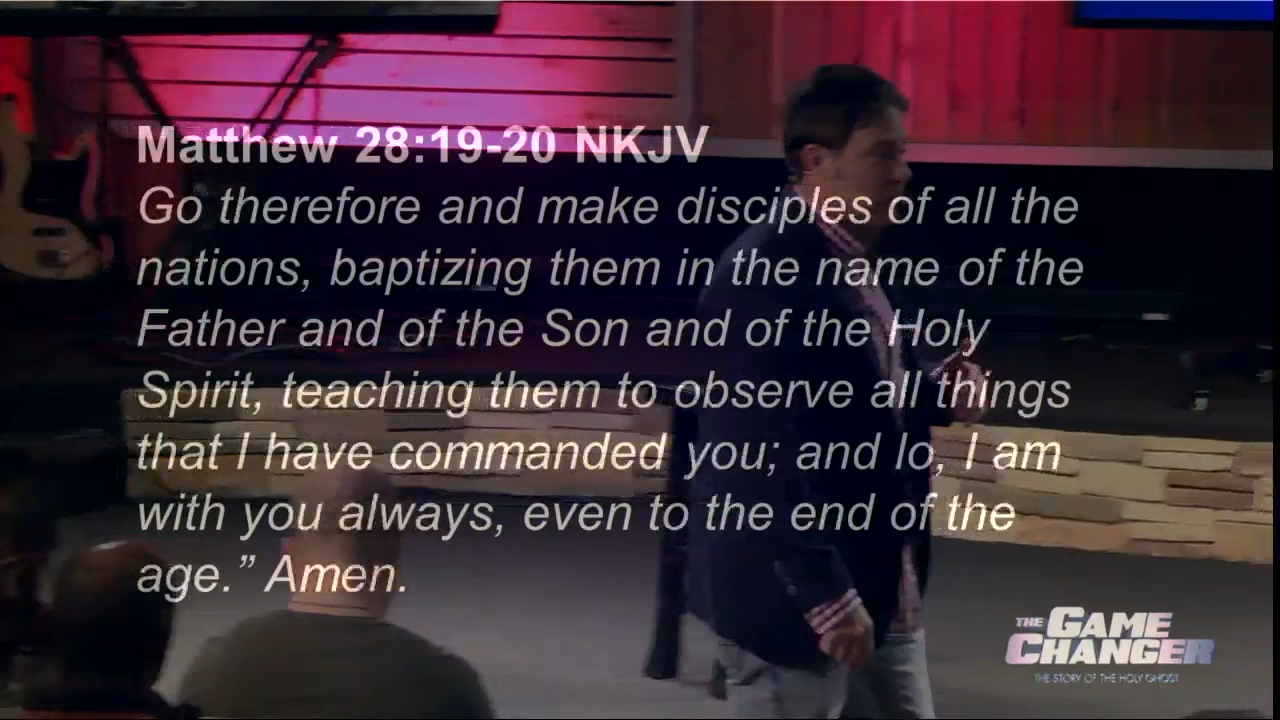 Matthew 28:19-20 NKJV
Go therefore and make disciples of all the
nations, baptizing them in the name of the
Father and of the Son and of the Holy
Spirit, teaching them to observe all things
that I have commanded you; and lo, I am
with you always, even to the end of the
age.” Amen.
THE GAME
CHANGER
THE STORY OF THE HOLY GHOST